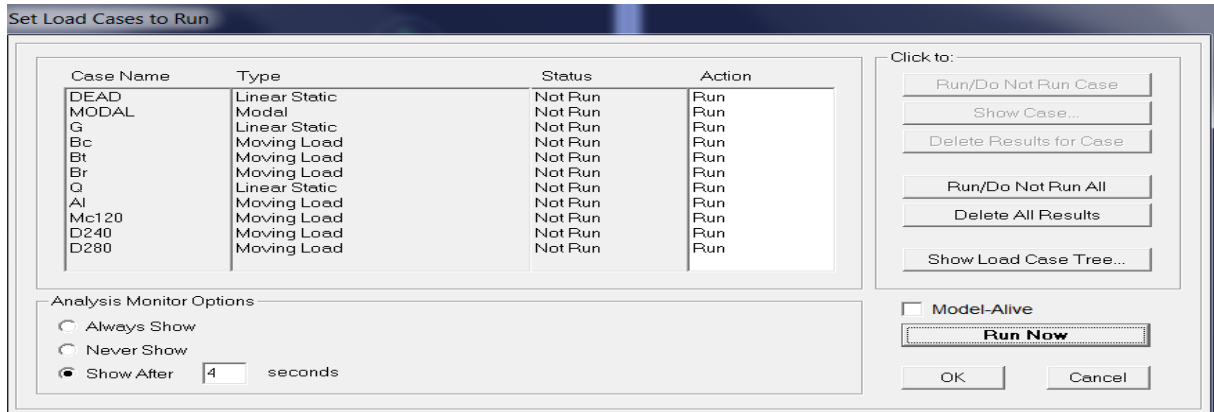 Set Load Cases to Run
Case Name Type Status Action
DEAD Linear Static Not Run Run
MODAL Modal Not Run Run
G Linear Static Not Run Run
Bc Moving Load Not Run Run
Bt Moving Load Not Run Run
Br Moving Load Not Run Run
Q Linear Static Not Run Run
Al Moving Load Not Run Run
Mc120 Moving Load Not Run Run
D240 Moving Load Not Run Run
D280 Moving Load Not Run Run
Click to:
Run/Do Not Run Case
Show Case...
Delete Results for Case
Run/Do Not Run All
Delete All Results
Show Load Case Tree...
Analysis Monitor Options
Always Show
Never Show
Show After 4 seconds
Model-Alive
Run Now
OK Cancel